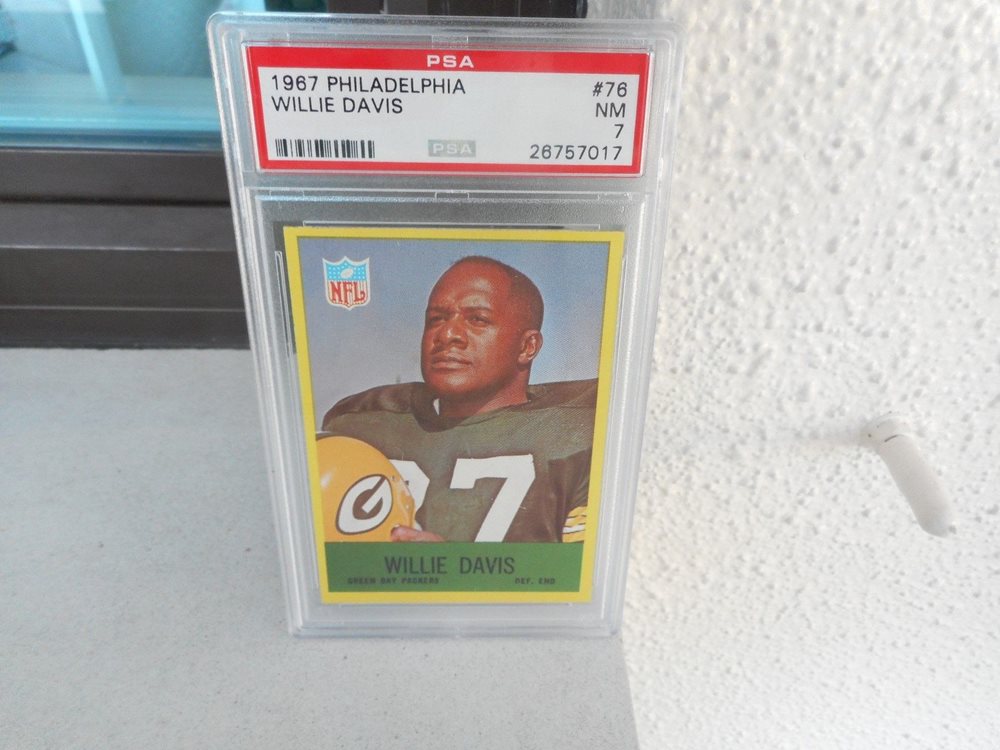 PSA
1967 PHILADELPHIA #76
WILLIE DAVIS NM
7
PSA 26757017
NFL
G
87
WILLIE DAVIS
GREEN BAY PACKERS DEF. END